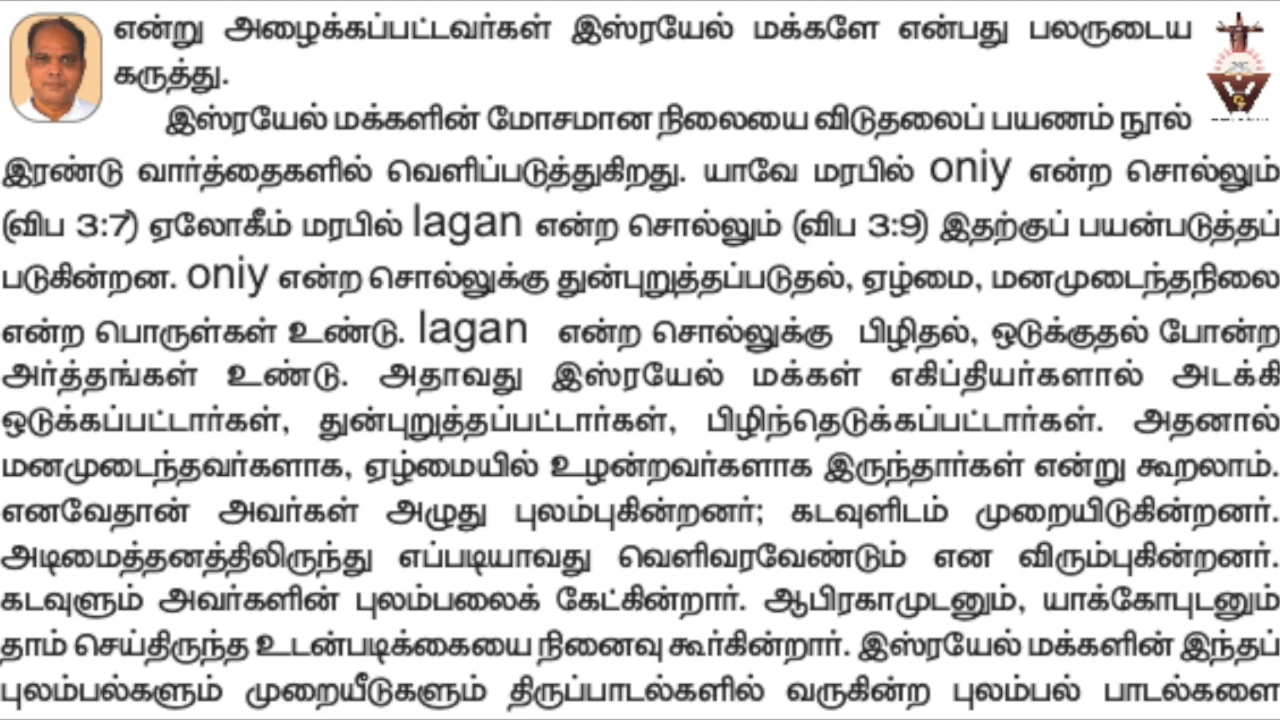 என்று அழைக்கப்பட்டவர்கள் இஸ்ரயேல் மக்களே என்பது பலருடைய
கருத்து.
இஸ்ரயேல் மக்களின் மோசமான நிலையை விடுதலைப் பயணம் நூல்
இரண்டு வார்த்தைகளில் வெளிப்படுத்துகிறது. யாவே மரபில் oniy என்ற சொல்லும்
(விப 3:7) ஏலோகீம் மரபில் lagan என்ற சொல்லும் (விப 3:9) இதற்குப் பயன்படுத்தப்
படுகின்றன. oniy என்ற சொல்லுக்கு துன்புறுத்தப்படுதல், ஏழ்மை, மனமுடைந்தநிலை
என்ற பொருள்கள் உண்டு. lagan என்ற சொல்லுக்கு பிழிதல், ஒடுக்குதல் போன்ற
அர்த்தங்கள் உண்டு. அதாவது இஸ்ரயேல் மக்கள் எகிப்தியர்களால் அடக்கி
ஒடுக்கப்பட்டார்கள், துன்புறுத்தப்பட்டார்கள், பிழிந்தெடுக்கப்பட்டார்கள். அதனால்
மனமுடைந்தவர்களாக, ஏழ்மையில் உழன்றவர்களாக இருந்தார்கள் என்று கூறலாம்.
எனவேதான் அவர்கள் அழுது புலம்புகின்றனர்; கடவுளிடம் முறையிடுகின்றனர்.
அடிமைத்தனத்திலிருந்து எப்படியாவது வெளிவரவேண்டும் என விரும்புகின்றனர்.
கடவுளும் அவர்களின் புலம்பலைக் கேட்கின்றார். ஆபிரகாமுடனும், யாக்கோபுடனும்
தாம் செய்திருந்த உடன்படிக்கையை நினைவு கூர்கின்றார். இஸ்ரயேல் மக்களின் இந்தப்
புலம்பல்களும் முறையீடுகளும் திருப்பாடல்களில் வருகின்ற புலம்பல் பாடல்களை